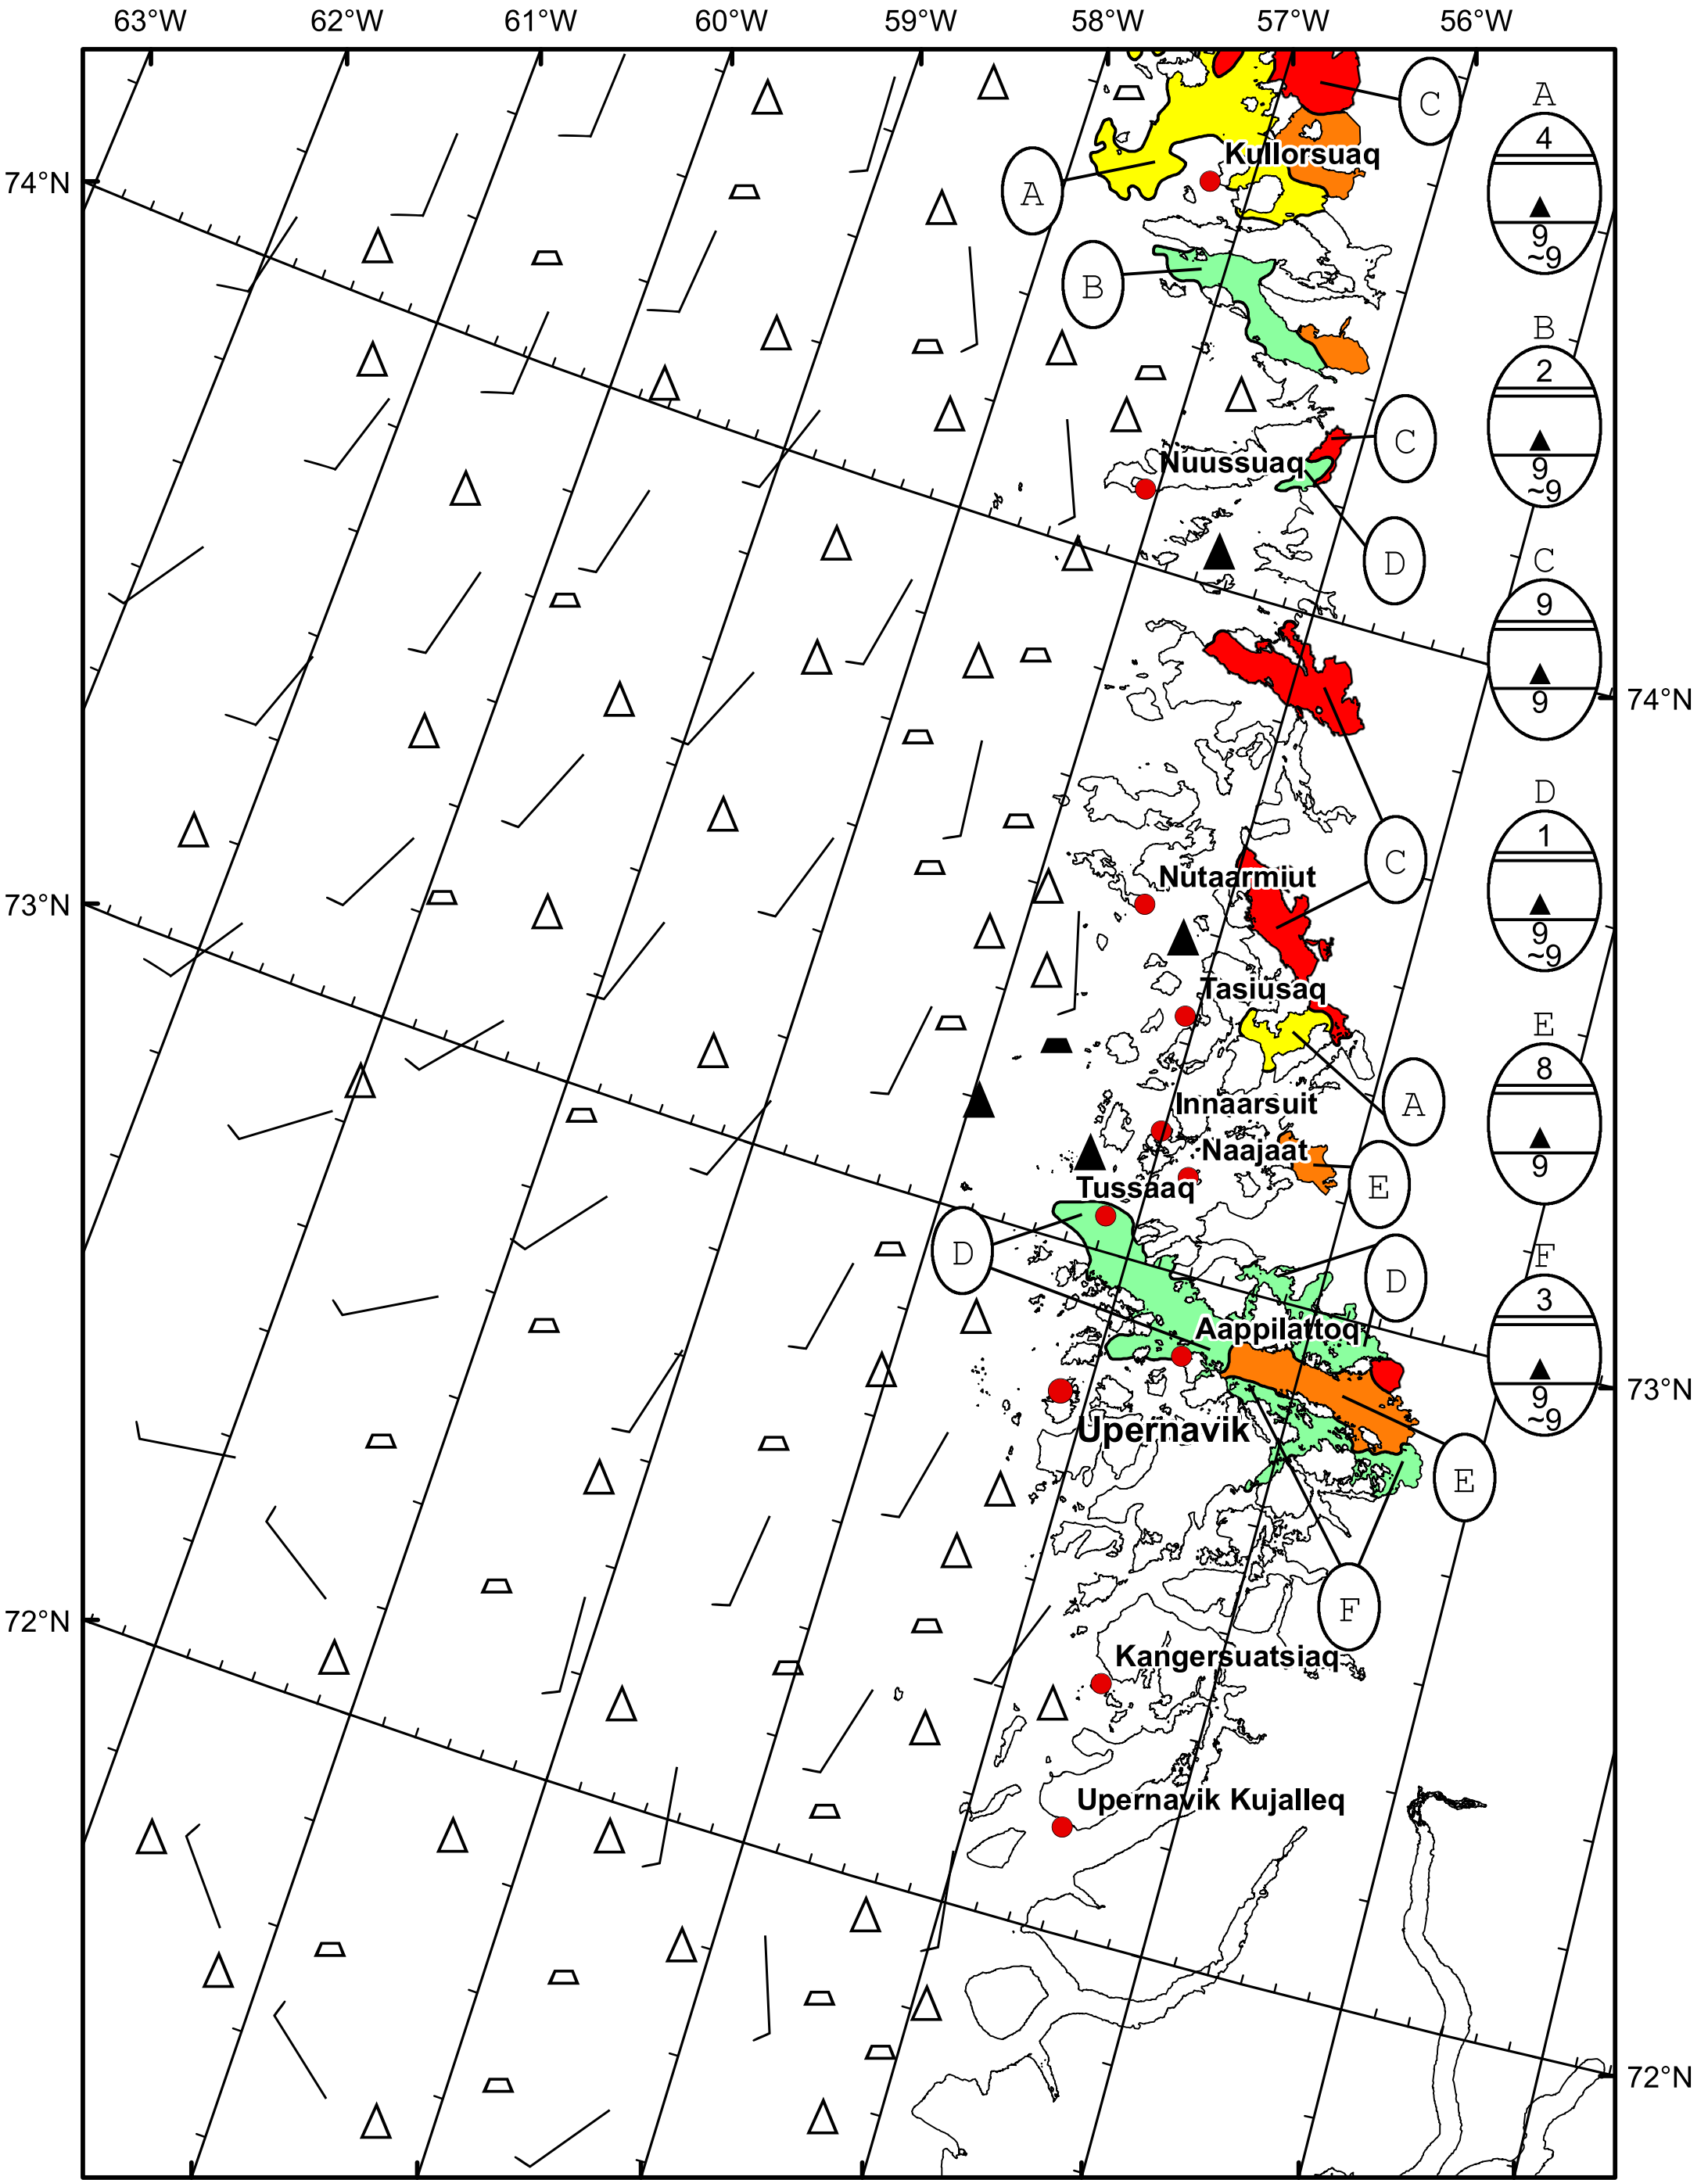 63°W 62°W 61°W 60°W 59°W 58°W 57°W 56°W
C
A
4
9
~9
Kullorsuaq
74°N
A
B
B
2
9
~9
C
Nuussuaq
D
C
9
9
74°N
D
1
9
~9
C
Nutaarmiut
73°N
Tasiusaq
E
8
9
A
Innaarsuit
Naajaat
E
Tussaaq
D
D
F
3
9
~9
Aappilattoq
73°N
Upernavik
E
F
72°N
Kangersuatsiaq
Upernavik Kujalleq
72°N